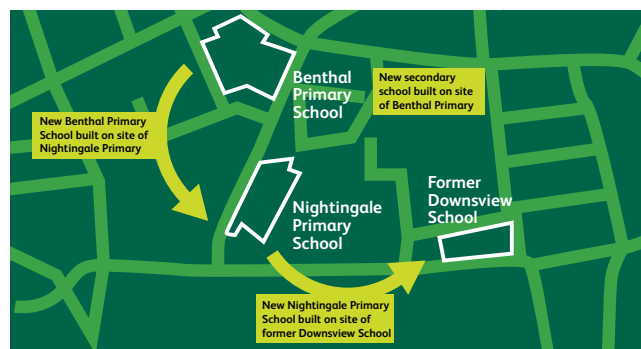 Benthal
Primary
School
New secondary
school built on site
of Benthal Primary
New Benthal Primary
School built on site of
Nightingale Primary
Former
Downsview
School
Nightingale
Primary
School
New Nightingale Primary
School built on site of
former Downsview School